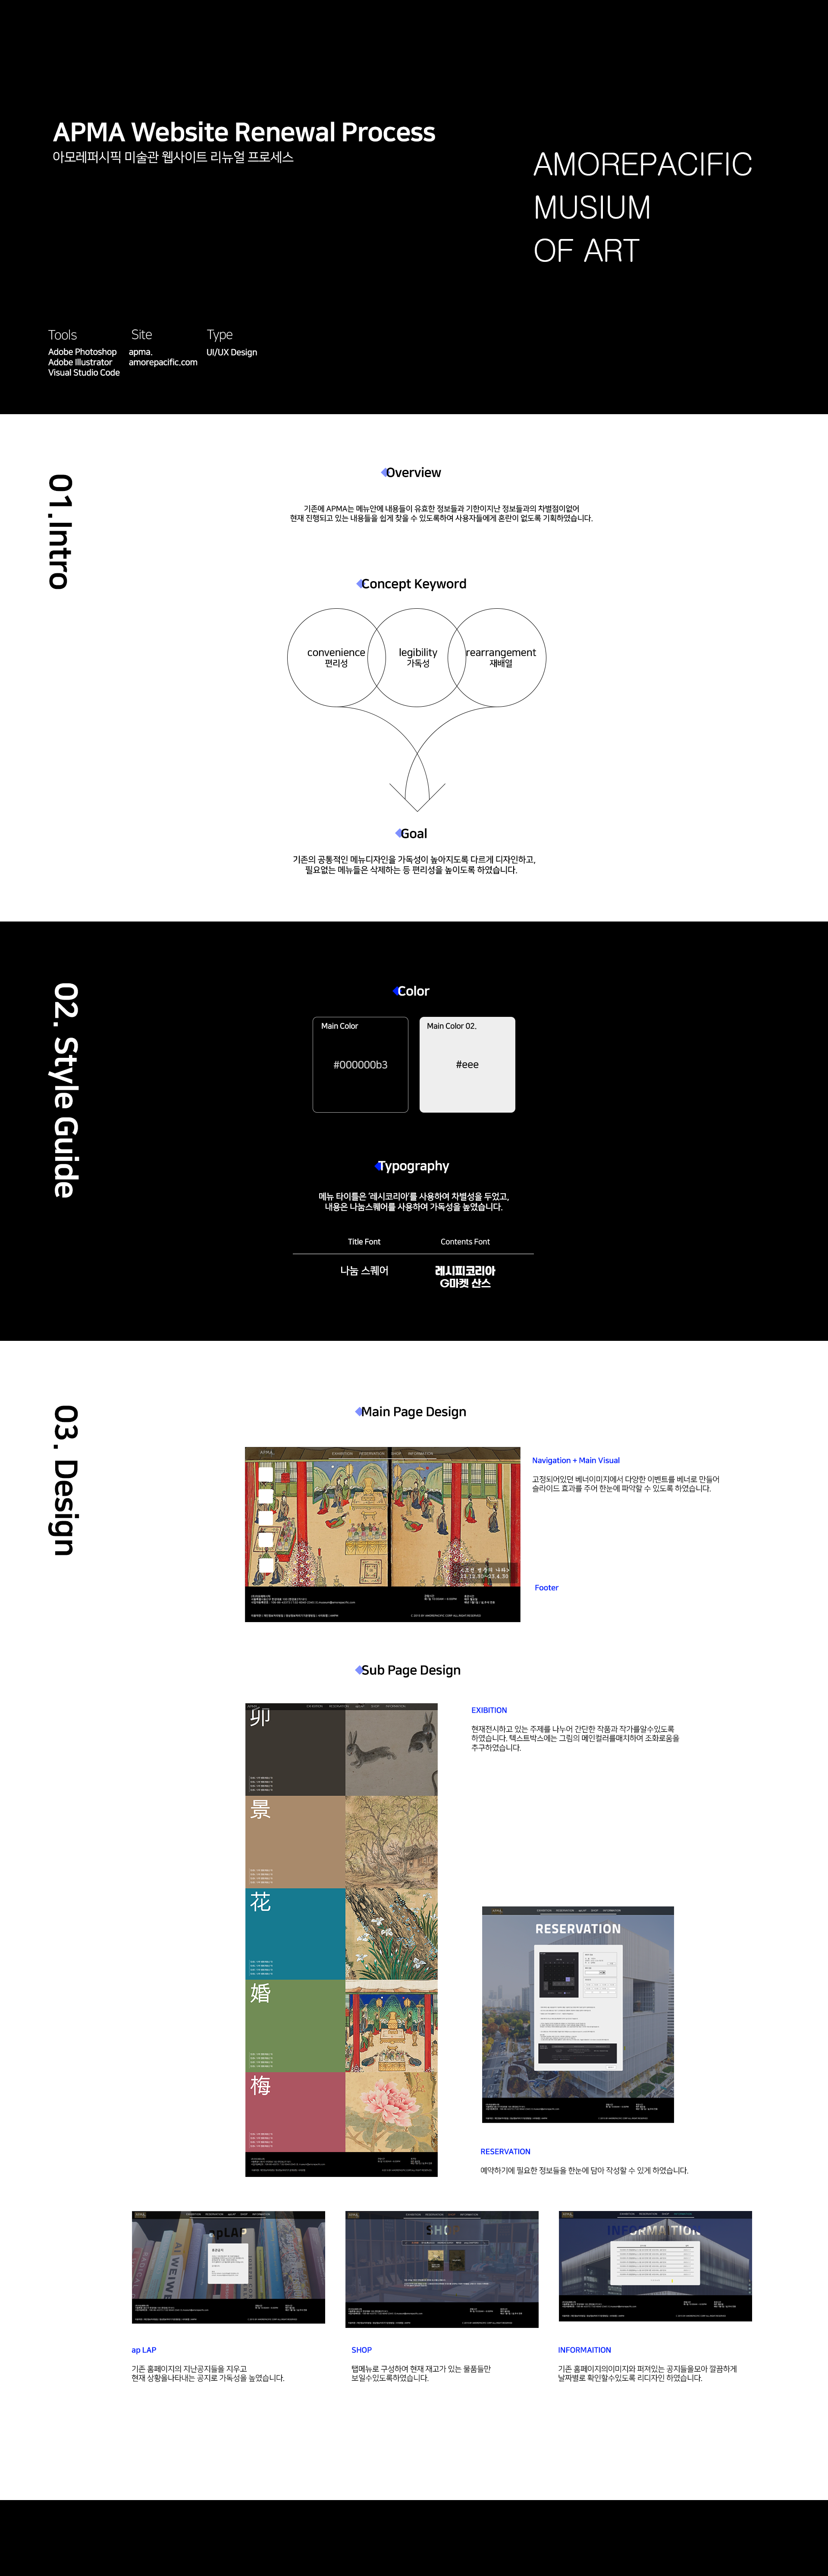 APMA Website Renewal Process
아모레퍼시픽 미술관 웹사이트 리뉴얼 프로세스
AMOREPACIFIC
MUSIUM
OF ART
Tools
Adobe Photoshop
Adobe Illustrator
Visual Studio Code
Site
apma.
amorepacific.com
Type
UI/UX Design
01.Intro
Overview
기존에 APMA는 메뉴안에 내용들이 유효한 정보들과 기한이지난 정보들과의 차별점이없어
현재 진행되고 있는 내용들을 쉽게 찾을 수 있도록하여 사용자들에게 혼란이 없도록 기획하였습니다.
Concept Keyword
convenience
편리성
legibility
가독성
rearrangement
재배열
Goal
기존의 공통적인 메뉴디자인을 가독성이 높아지도록 다르게 디자인하고,
필요없는 메뉴들은 삭제하는 등 편리성을 높이도록 하였습니다.
02. Style Guide
Color
Main Color
#000000b3
Main Color 02.
#eee
Typography
메뉴 타이틀은 '레시코리아'를 사용하여 차별성을 두었고,
내용은 나눔스퀘어를 사용하여 가독성을 높였습니다.
Title Font
Contents Font
나눔 스퀘어
레시피코리아
G마켓 산스
03. Design
Main Page Design
APMA
EXHIBITION RESERVATION SHOP INFORMATION
Navigation + Main Visual
고정되어있던 베너이미지에서 다양한 이벤트를 베너로 만들어
슬라이드 효과를 주어 한눈에 파악할 수 있도록 하였습니다.
Footer
Sub Page Design
卯
景
花
婚
梅
EXIBITION
현재전시하고 있는 주제를 나누어 간단한 작품과 작가를알수있도록
하였습니다. 텍스트박스에는 그림의 메인컬러를매치하여 조화로움을
추구하였습니다.
APMA
RESERVATION
RESERVATION
예약하기에 필요한 정보들을 한눈에 담아 작성할 수 있게 하였습니다.
apLAP
AI WEIWEI
SHOP
INFORMAITION
ap LAP
기존 홈페이지의 지난공지들을 지우고
현재 상황을나타내는 공지로 가독성을 높였습니다.
SHOP
탭메뉴로 구성하여 현재 재고가 있는 물품들만
보일수있도록하였습니다.
INFORMAITION
기존 홈페이지의이미지와 퍼져있는 공지들을모아 깔끔하게
날짜별로 확인할수있도록 리디자인 하였습니다.